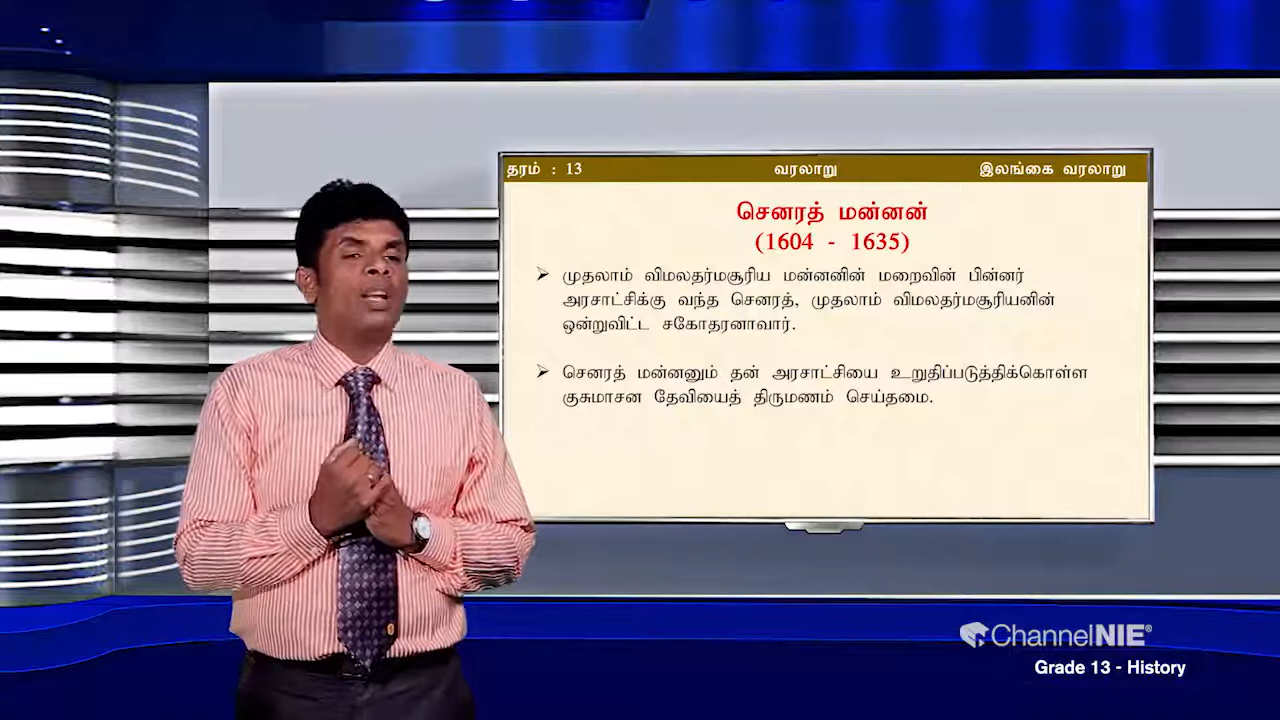 தரம் : 13 வரலாறு இலங்கை வரலாறு
செனரத் மன்னன்
(1604 - 1635)
➢ முதலாம் விமலதர்மசூரிய மன்னனின் மறைவின் பின்னர்
அரசாட்சிக்கு வந்த செனரத், முதலாம் விமலதர்மசூரியனின்
ஒன்றுவிட்ட சகோதரனாவார்.
➢ செனரத் மன்னனும் தன் அரசாட்சியை உறுதிப்படுத்திக்கொள்ள
குசுமாசன தேவியைத் திருமணம் செய்தமை.
ChannelNIE®
Grade 13 - History